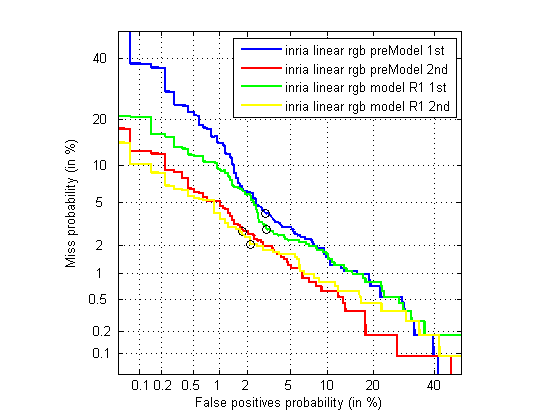 inria linear rgb preModel 1st
inria linear rgb preModel 2nd
inria linear rgb model R1 1st
inria linear rgb model R1 2nd
40
20
10
5
2
1
0.5
0.2
0.1
Miss probability (in %)
0.1 0.2 0.5 1 2 5 10 20 40
False positives probability (in %)